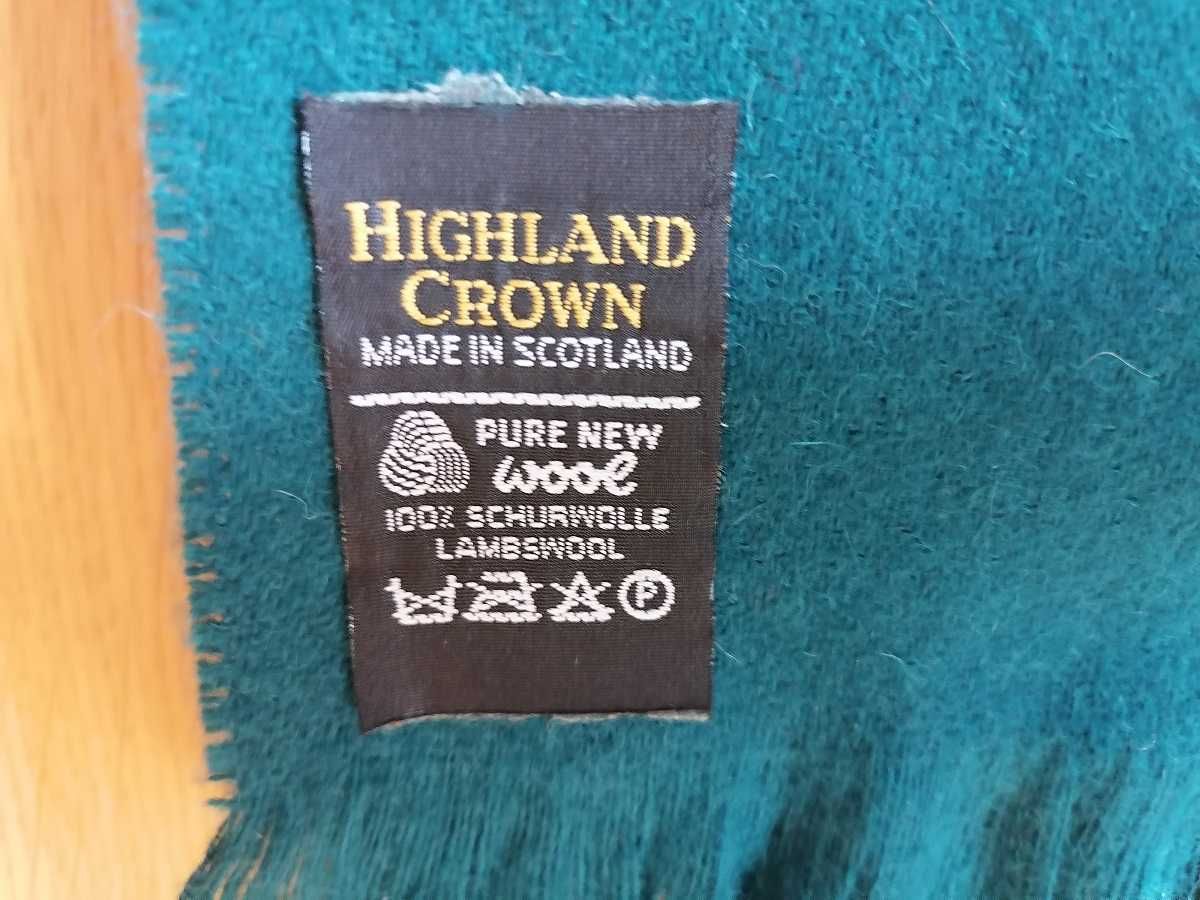 HIGHLAND
CROWN
MADE IN SCOTLAND
PURE NEW
wool
100% SCHURWOLLE
LAMBSWOOL
P